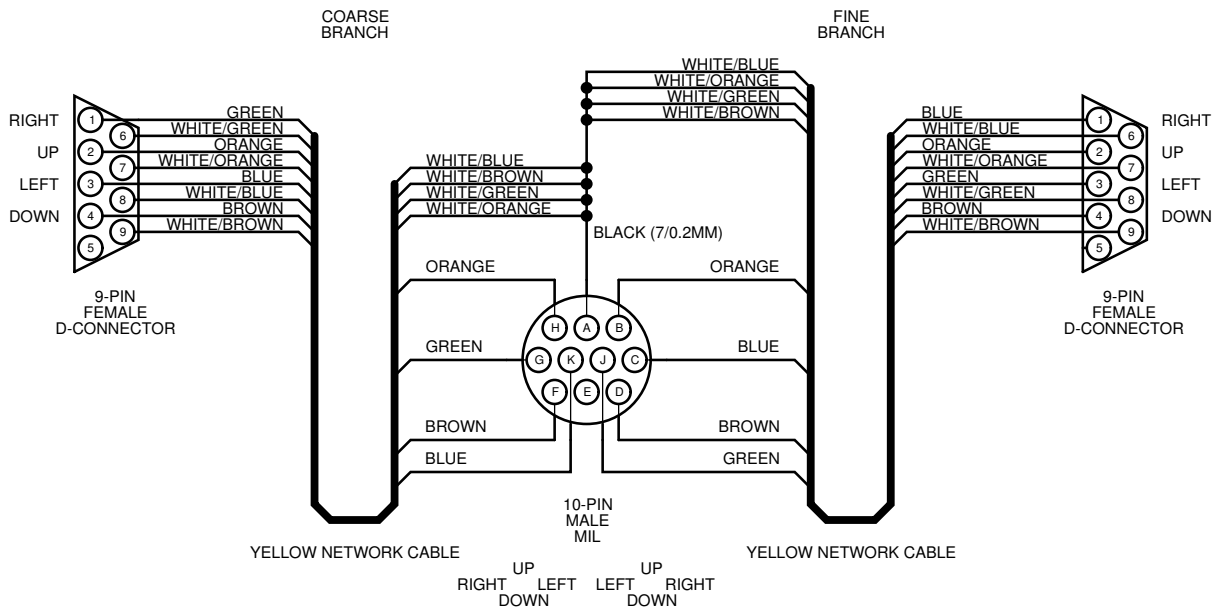 COARSE
BRANCH
FINE
BRANCH
WHITE/BLUE
WHITE/ORANGE
WHITE/GREEN
WHITE/BROWN
RIGHT
UP
LEFT
DOWN
1
2
3
4
5
6
7
8
9
GREEN
WHITE/GREEN
ORANGE
WHITE/ORANGE
BLUE
WHITE/BLUE
BROWN
WHITE/BROWN
9-PIN
FEMALE
D-CONNECTOR
WHITE/BLUE
WHITE/BROWN
WHITE/GREEN
WHITE/ORANGE
BLACK (7/0.2MM)
ORANGE
GREEN
BROWN
BLUE
H A B
G K J C
F E D
ORANGE
BLUE
BROWN
GREEN
BLUE
WHITE/BLUE
ORANGE
WHITE/ORANGE
GREEN
WHITE/GREEN
BROWN
WHITE/BROWN
1
2
3
4
5
6
7
8
9
RIGHT
UP
LEFT
DOWN
9-PIN
FEMALE
D-CONNECTOR
10-PIN
MALE
MIL
YELLOW NETWORK CABLE
YELLOW NETWORK CABLE
UP
RIGHT LEFT
DOWN
UP
LEFT RIGHT
DOWN